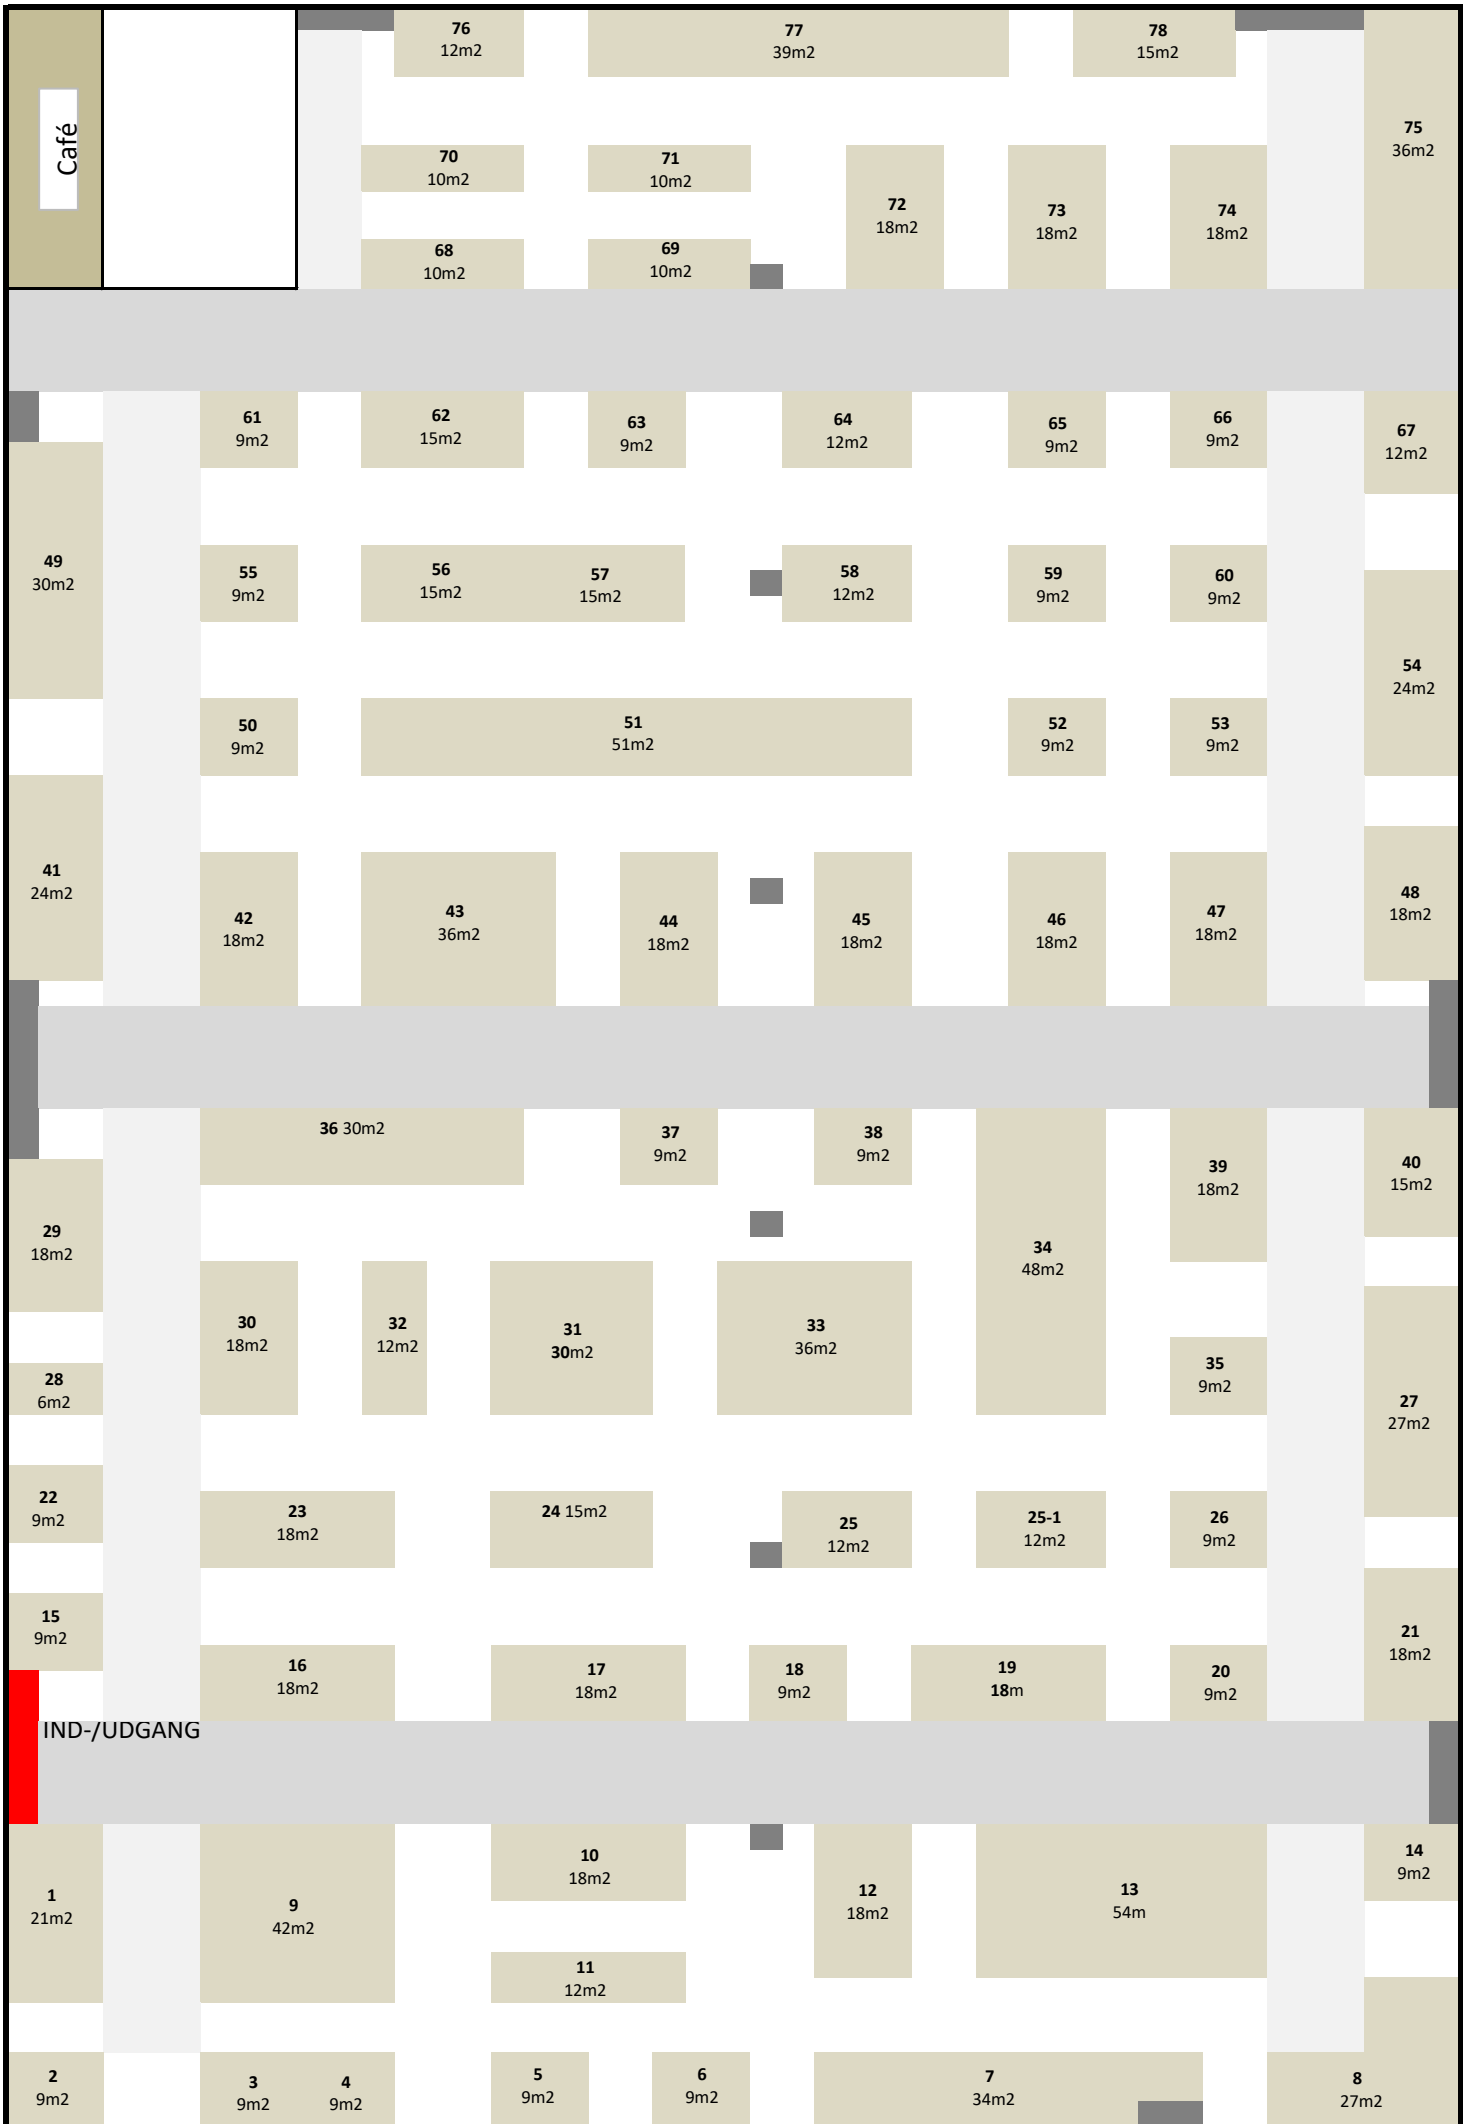 76
12m2
77
39m2
78
15m2
Café
75
36m2
70
10m2
71
10m2
72
18m2
73
18m2
74
18m2
68
10m2
69
10m2
61
9m2
62
15m2
63
9m2
64
12m2
65
9m2
66
9m2
67
12m2
49
30m2
55
9m2
56
15m2
57
15m2
58
12m2
59
9m2
60
9m2
54
24m2
50
9m2
51
51m2
52
9m2
53
9m2
41
24m2
42
18m2
43
36m2
44
18m2
45
18m2
46
18m2
47
18m2
48
18m2
36 30m2
37
9m2
38
9m2
39
18m2
40
15m2
29
18m2
34
48m2
30
18m2
32
12m2
31
30m2
33
36m2
35
9m2
28
6m2
27
27m2
22
9m2
23
18m2
24 15m2
25
12m2
25-1
12m2
26
9m2
15
9m2
16
18m2
17
18m2
18
9m2
19
18m
20
9m2
21
18m2
IND-/UDGANG
1
21m2
9
42m2
10
18m2
12
18m2
13
54m
14
9m2
11
12m2
2
9m2
3
9m2
4
9m2
5
9m2
6
9m2
7
34m2
8
27m2